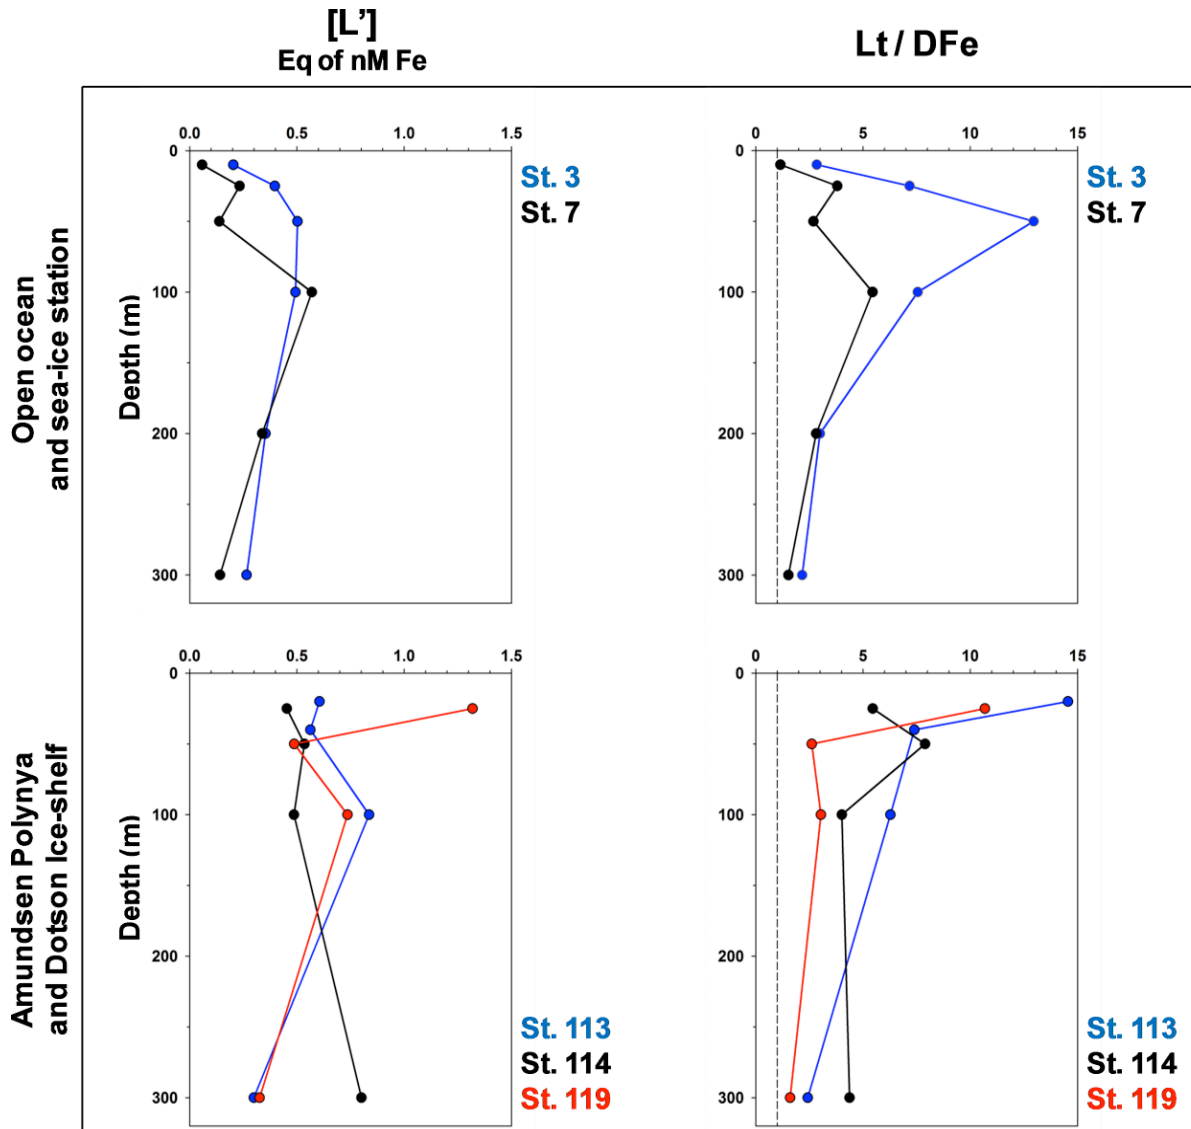 [L’]
Eq of nM Fe
Lt / DFe
Open ocean
and sea-ice station
0.0 0.5 1.0 1.5
0
100
200
300
Depth (m)
St. 3
St. 7
0 5 10 15
0
100
200
300
St. 3
St. 7
Amundsen Polynya
and Dotson Ice-shelf
0.0 0.5 1.0 1.5
0
100
200
300
Depth (m)
St. 113
St. 114
St. 119
0 5 10 15
0
100
200
300
St. 113
St. 114
St. 119